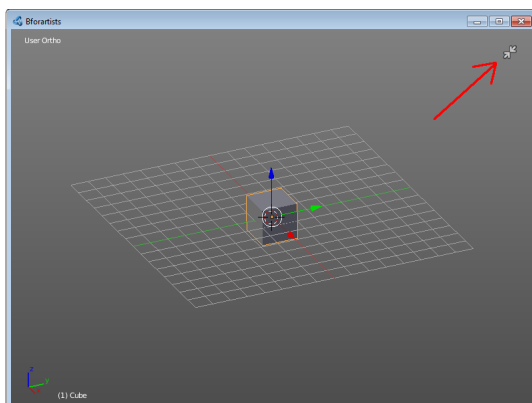 Bforartists
User Ortho
z
y
(1) Cube